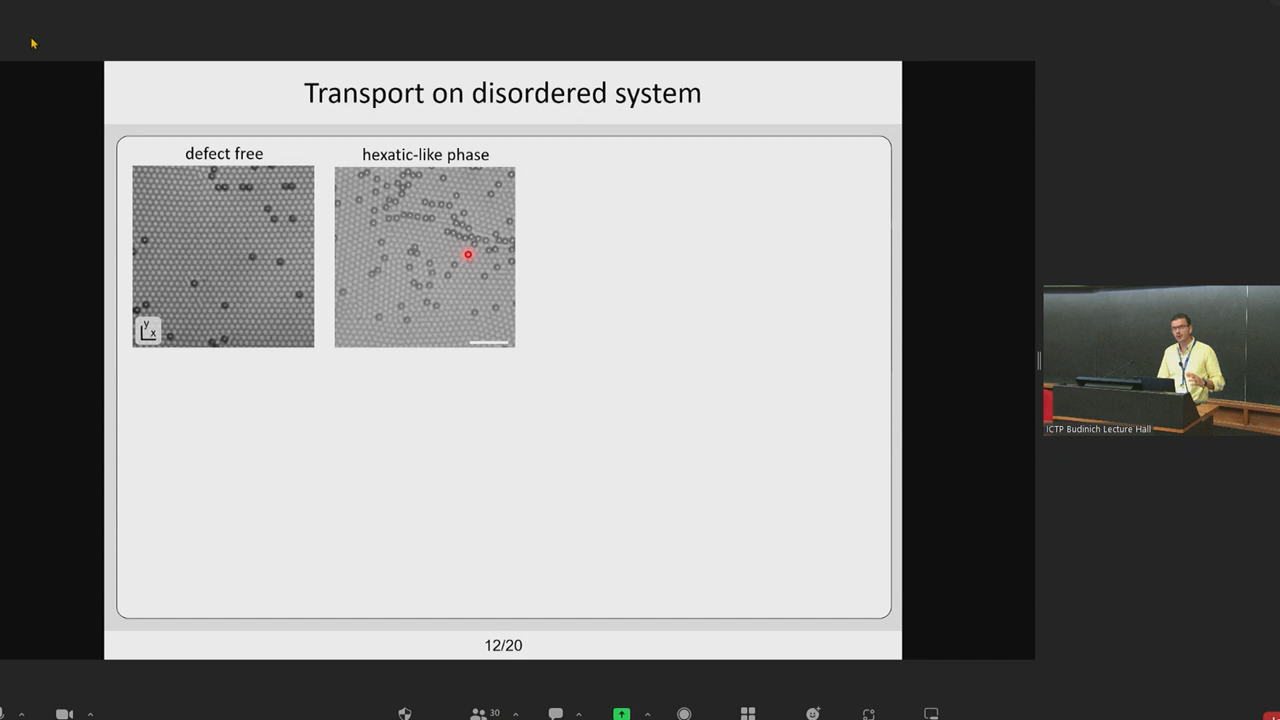 Transport on disordered system
defect free
hexatic-like phase
y
x
12/20
ICTP Budinich Lecture Hall
30